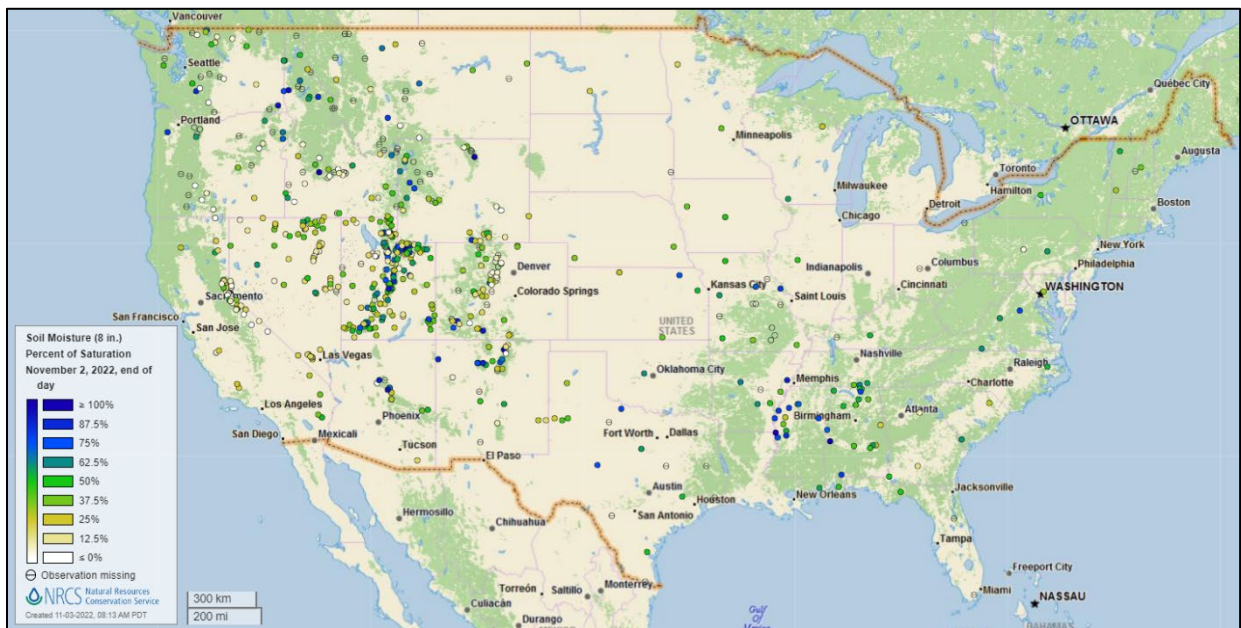 Vancouver
Seattle
Québec City
OTTAWA
Portland
Minneapolis
Augusta
Toronto
Hamilton
Milwaukee
Detroit
Boston
Chicago
New York
Denver
Indianapolis
Columbus
Philadelphia
Sacramento
Colorado Springs
Kansas City
Cincinnati
WASHINGTON
Saint Louis
San Francisco
San Jose
UNITED
STATES
Las Vegas
Nashville
Raleigh
Oklahoma City
Memphis
Charlotte
Los Angeles
Phoenix
Birmingham
Atlanta
San Diego
Mexicali
Tucson
Fort Worth
Dallas
El Paso
Austin
Jacksonville
Houston
New Orleans
San Antonio
Hermosillo
Chihuahua
Tampa
Freeport City
Monterrey
Miami
Torreón
Saltillo
NASSAU
Culiacán
Durango
Gulf
Of
BAHAMAS
Soil Moisture (8 in.)
Percent of Saturation
November 2, 2022, end of
day
≥ 100%
87.5%
75%
62.5%
50%
37.5%
25%
12.5%
≤ 0%
Observation missing
NRCS Natural Resources
Conservation Service
Created 11-03-2022, 08:13 AM PDT
300 km
200 mi